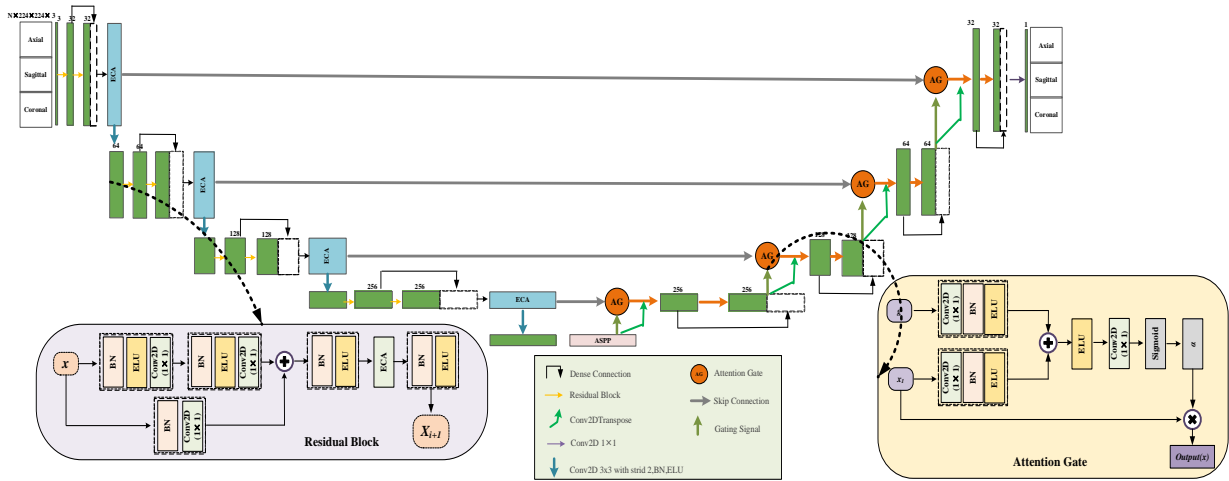 N×224×224× 3
3
32
32
Axial
Sagittal
Coronal
ECA
64
64
ECA
128
128
ECA
256
256
ECA
ASPP
AG
256
256
AG
128
128
AG
64
64
AG
32
32
1
Axial
Sagittal
Coronal
x
BN
ELU
Conv2D
(1× 1)
BN
ELU
Conv2D
(1× 1)
BN
ELU
ECA
BN
ELU
BN
Conv2D
(1× 1)
Xi+1
Residual Block
Dense Connection
Residual Block
Conv2DTranspose
Conv2D 1×1
Conv2D 3x3 with strid 2,BN,ELU
AG
Attention Gate
Skip Connection
Gating Signal
Conv2D
(1× 1)
BN
ELU
xl
Conv2D
(1× 1)
BN
ELU
ELU
Conv2D
(1× 1)
Sigmoid
α
Output(x)
Attention Gate